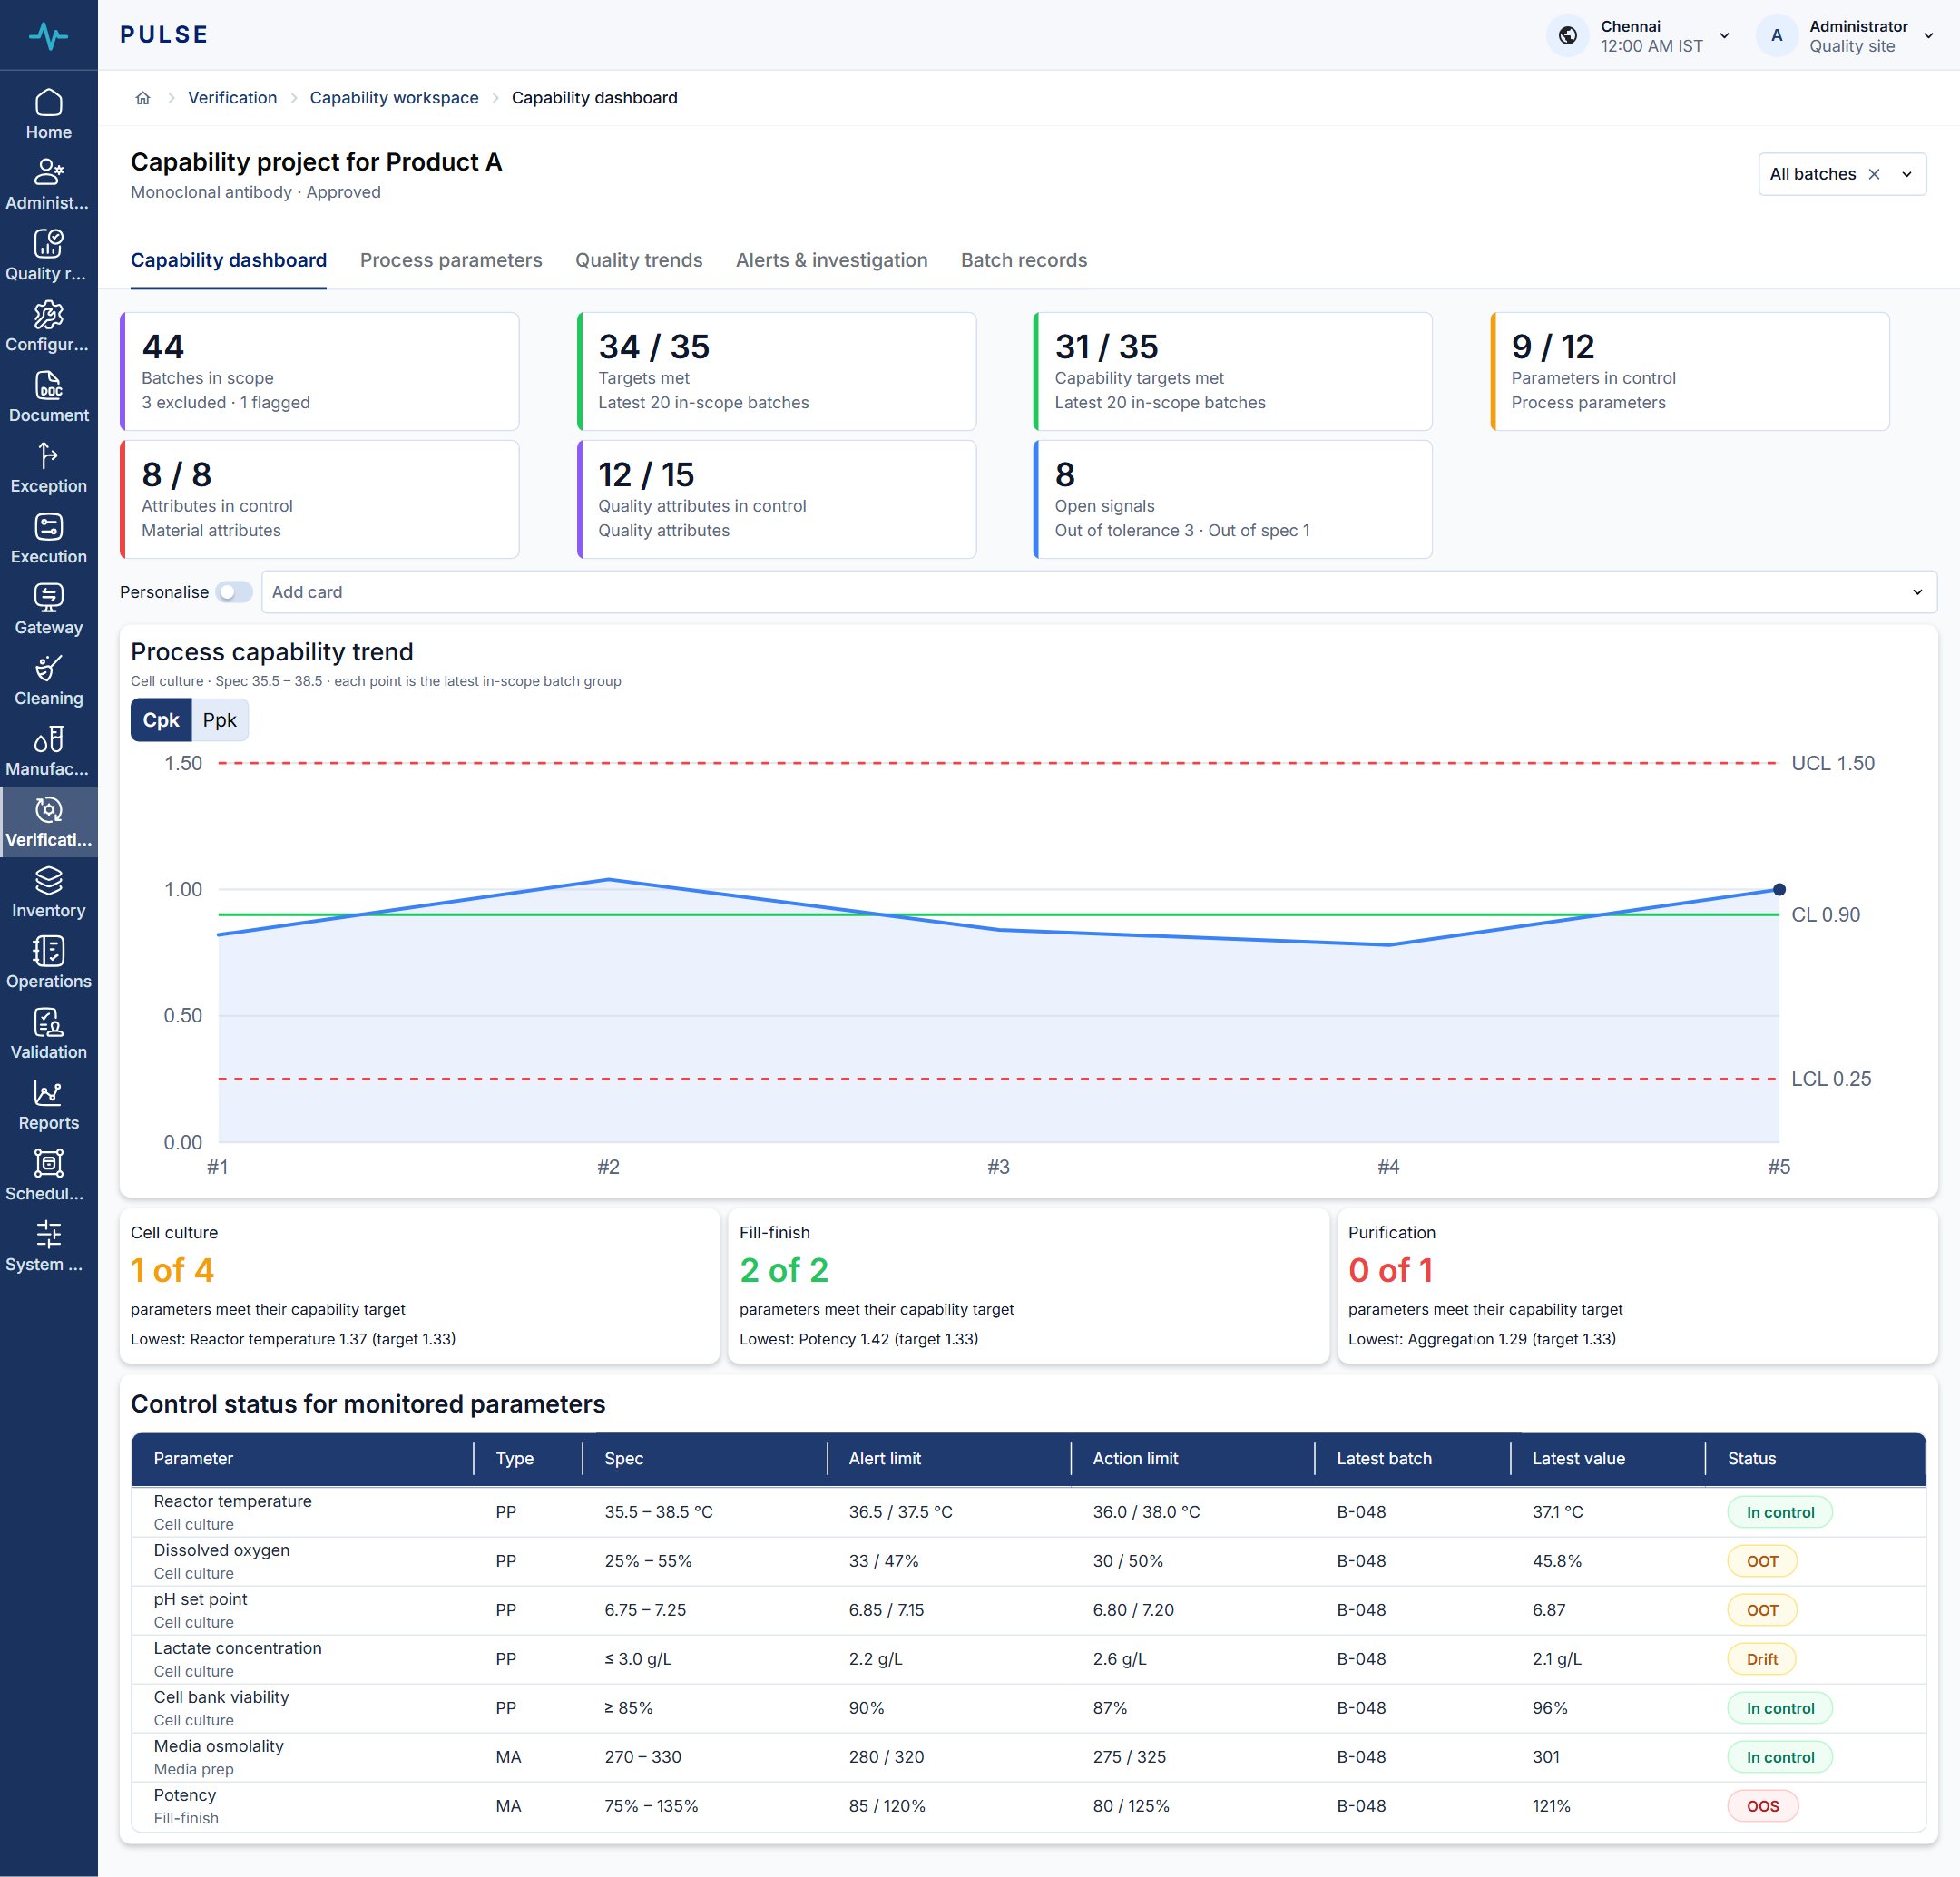 PULSE
Chennai
12:00 AM IST
A
Administrator
Quality site
Home
Administ...
Quality r...
Configur...
DOC
Document
Exception
Execution
Gateway
Cleaning
Manufac...
Verificati...
Inventory
Operations
Validation
Reports
Schedul...
System ...
Verification
Capability workspace
Capability dashboard
Capability project for Product A
Monoclonal antibody · Approved
All batches
Capability dashboard
Process parameters
Quality trends
Alerts & investigation
Batch records
44
Batches in scope
3 excluded · 1 flagged
34 / 35
Targets met
Latest 20 in-scope batches
31 / 35
Capability targets met
Latest 20 in-scope batches
9 / 12
Parameters in control
Process parameters
8 / 8
Attributes in control
Material attributes
12 / 15
Quality attributes in control
Quality attributes
8
Open signals
Out of tolerance 3 · Out of spec 1
Personalise
Add card
Process capability trend
Cell culture · Spec 35.5 – 38.5 · each point is the latest in-scope batch group
Cpk
Ppk
1.50
UCL 1.50
1.00
CL 0.90
0.50
LCL 0.25
0.00
#1
#2
#3
#4
#5
Cell culture
1 of 4
parameters meet their capability target
Lowest: Reactor temperature 1.37 (target 1.33)
Fill-finish
2 of 2
parameters meet their capability target
Lowest: Potency 1.42 (target 1.33)
Purification
0 of 1
parameters meet their capability target
Lowest: Aggregation 1.29 (target 1.33)
Control status for monitored parameters
Parameter Type Spec Alert limit Action limit Latest batch Latest value Status
Reactor temperature
Cell culture
PP 35.5 – 38.5 °C 36.5 / 37.5 °C 36.0 / 38.0 °C B-048 37.1 °C In control
Dissolved oxygen
Cell culture
PP 25% – 55% 33 / 47% 30 / 50% B-048 45.8% OOT
pH set point
Cell culture
PP 6.75 – 7.25 6.85 / 7.15 6.80 / 7.20 B-048 6.87 OOT
Lactate concentration
Cell culture
PP ≤ 3.0 g/L 2.2 g/L 2.6 g/L B-048 2.1 g/L Drift
Cell bank viability
Cell culture
PP ≥ 85% 90% 87% B-048 96% In control
Media osmolality
Media prep
MA 270 – 330 280 / 320 275 / 325 B-048 301 In control
Potency
Fill-finish
MA 75% – 135% 85 / 120% 80 / 125% B-048 121% OOS